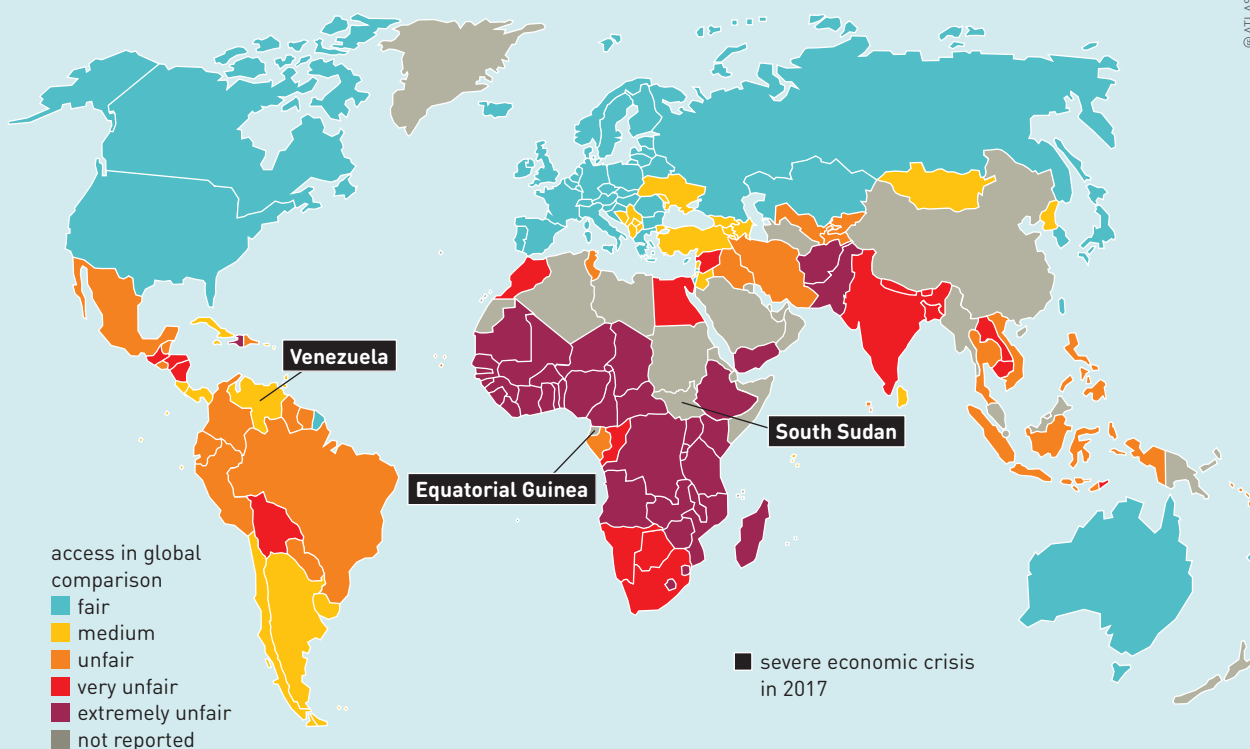 © ATLAS
Venezuela
South Sudan
Equatorial Guinea
access in global
comparison
fair
medium
unfair
very unfair
extremely unfair
not reported
severe economic crisis
in 2017